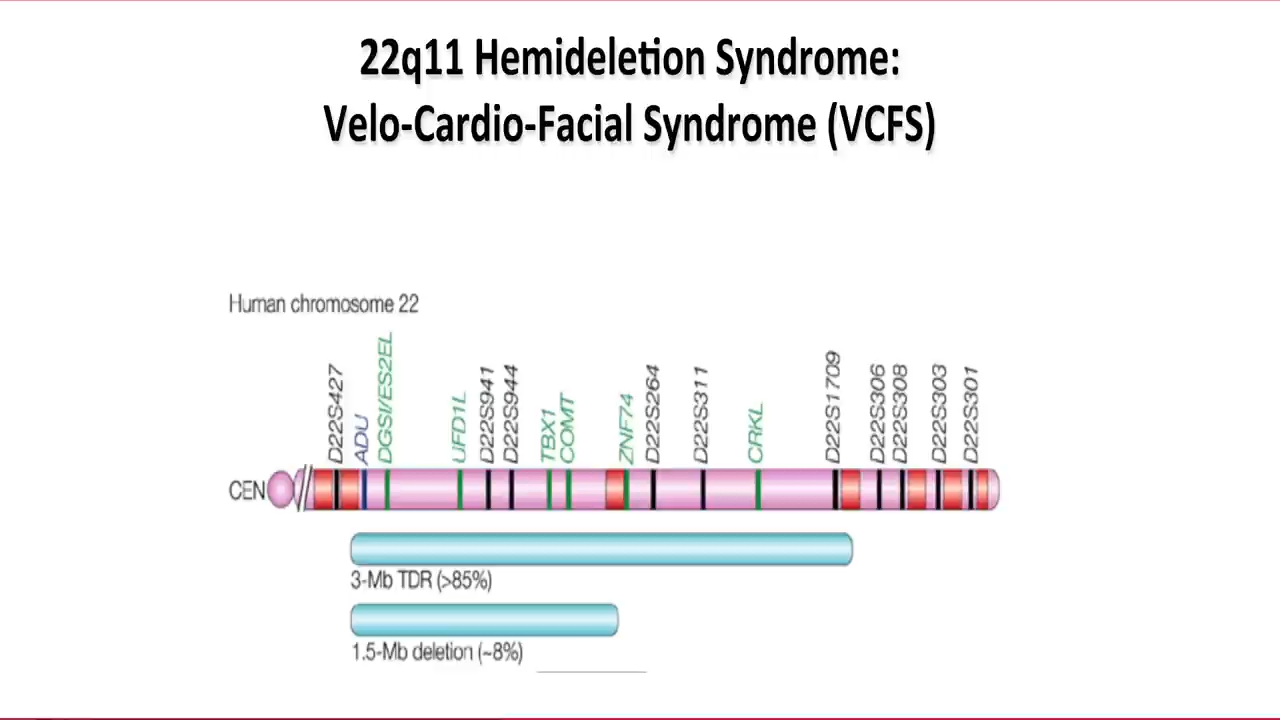 22q11 Hemideletion Syndrome:
Velo-Cardio-Facial Syndrome (VCFS)
Human chromosome 22
D22S427
ADU
DGSI/ES2EL
UFD1L
D22S941
D22S944
TBX1
COMT
ZNF74
D22S264
D22S311
CRKL
D22S1709
D22S306
D22S308
D22S303
D22S301
CEN
3-Mb TDR (>85%)
1.5-Mb deletion (~8%)